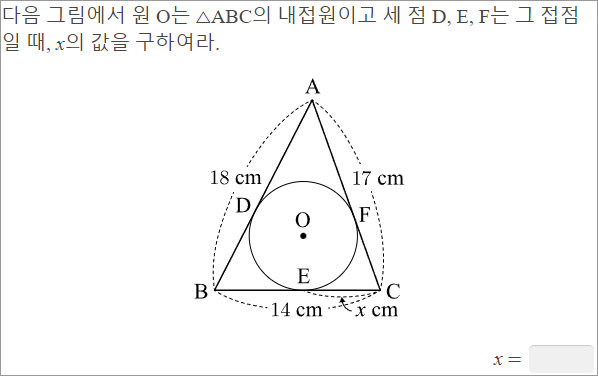 다음 그림에서 원 O는 △ABC의 내접원이고 세 점 D, E, F는 그 접점
일 때, x의 값을 구하여라.
A
18 cm
17 cm
D
F
O
E
B
C
14 cm
x cm
x =